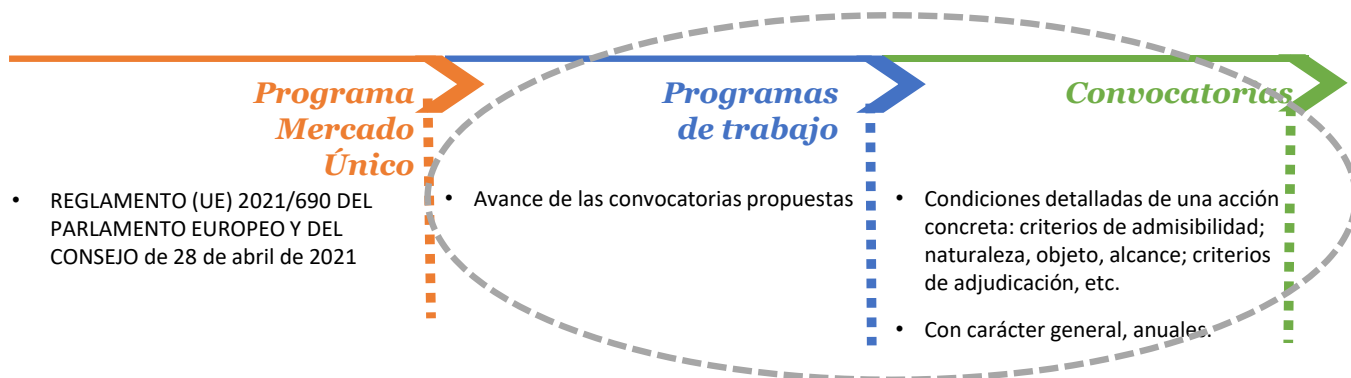 Programa
Mercado
Único
• REGLAMENTO (UE) 2021/690 DEL
PARLAMENTO EUROPEO Y DEL
CONSEJO de 28 de abril de 2021
Programas
de trabajo
• Avance de las convocatorias propuestas
Convocatorias
• Condiciones detalladas de una acción
concreta: criterios de admisibilidad;
naturaleza, objeto, alcance; criterios
de adjudicación, etc.
• Con carácter general, anuales.